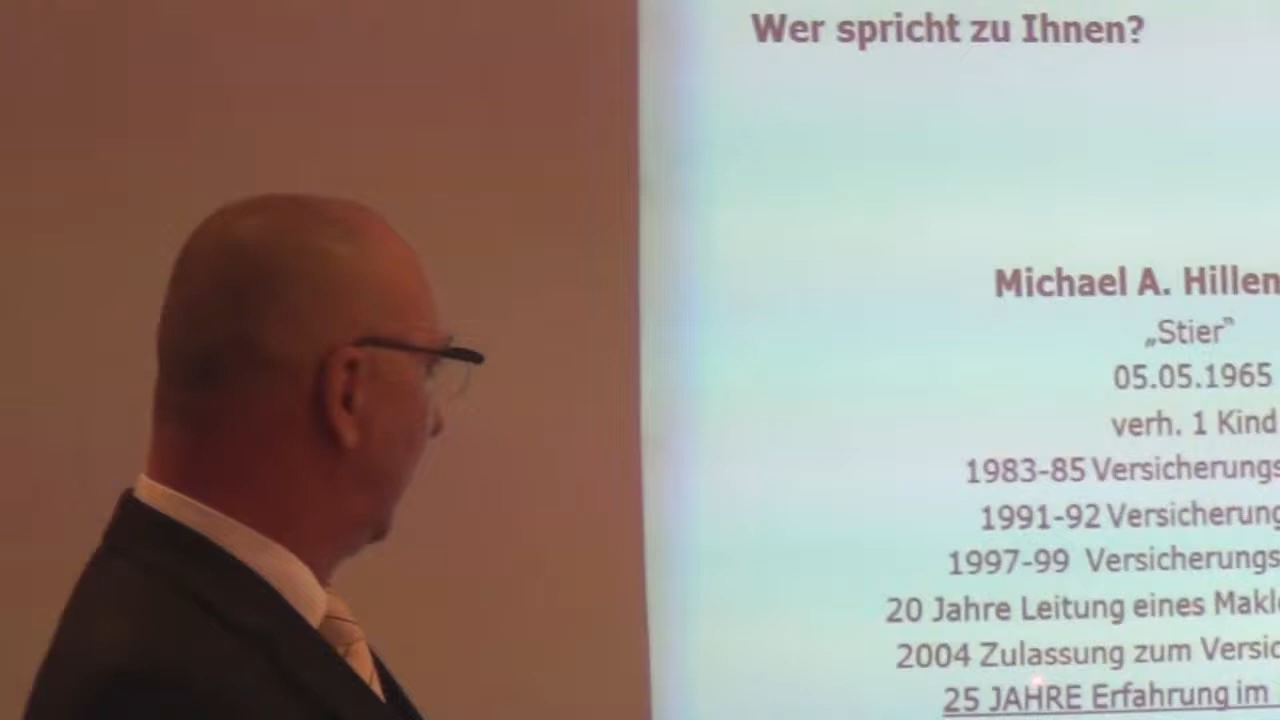 Wer spricht zu Ihnen?
Michael A. Hillen
„Stier“
05.05.1965
verh. 1 Kind
1983-85 Versicherungs
1991-92 Versicherung
1997-99 Versicherungs
20 Jahre Leitung eines Makl
2004 Zulassung zum Versic
25 JAHRE Erfahrung im